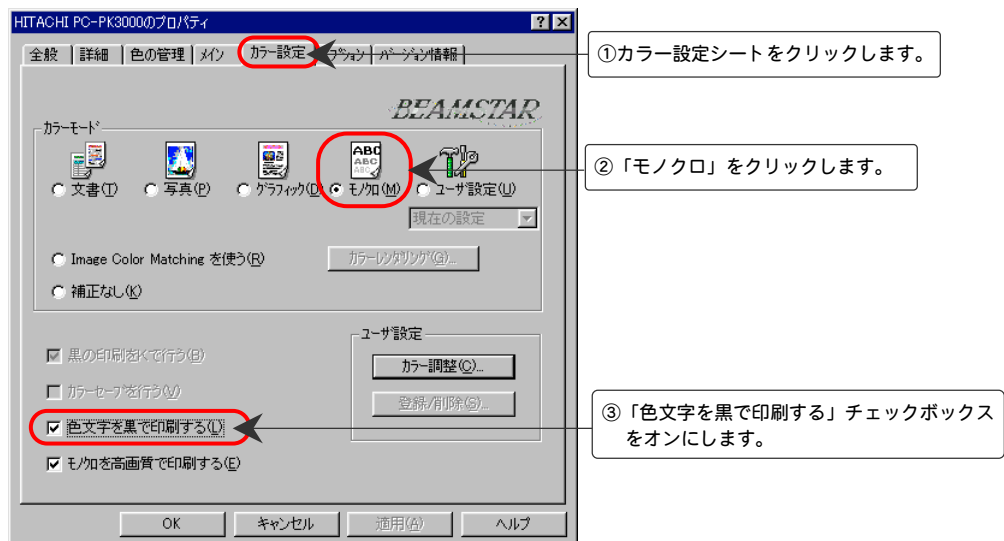 HITACHI PC-PK3000のプロパティ
全般 詳細 色の管理 メイン カラー設定 プション バージョン情報
①カラー設定シートをクリックします。
BEAMSTAR
カラーモード
ABC
ABC
ABC
②「モノクロ」をクリックします。
文書(T) 写真(P) グラフィック(D) モノクロ(M) ユーザ設定(U)
現在の設定
Image Color Matching を使う(R) カラーレンダリング(G)...
補正なし(K)
ユーザ設定
黒の印刷をKで行う(B)
カラー調整(C)...
カラーセーブを行う(V)
登録/削除(S)...
色文字を黒で印刷する(L)
③「色文字を黒で印刷する」チェックボックス
をオンにします。
モノクロを高画質で印刷する(E)
OK キャンセル 適用(A) ヘルプ